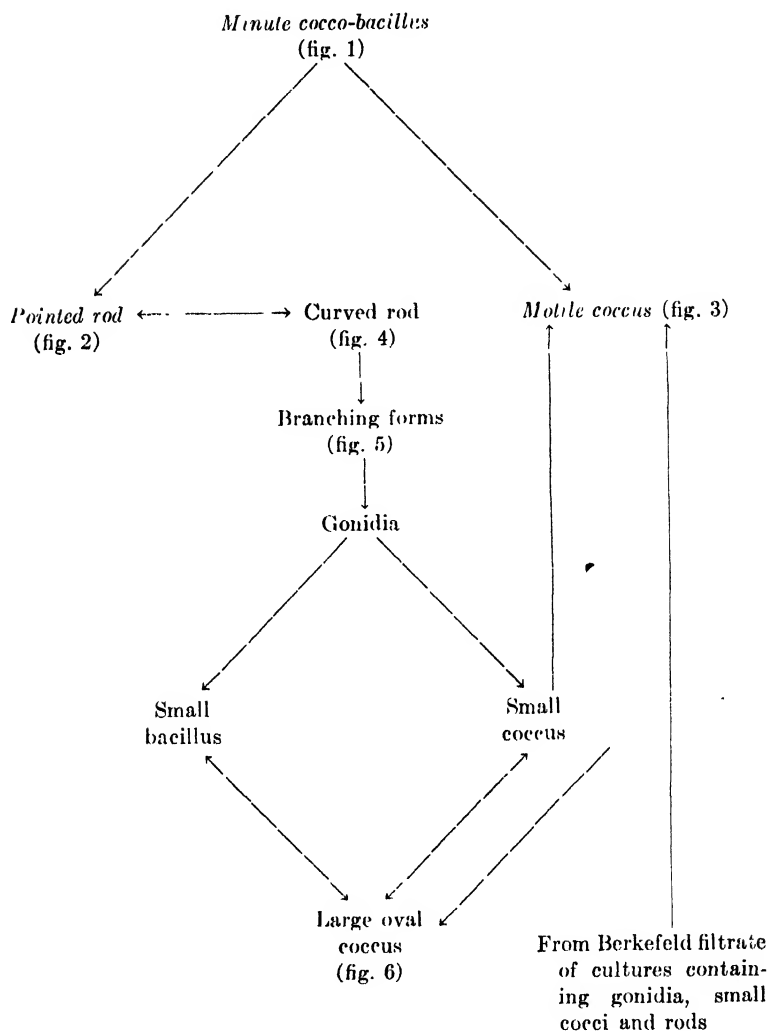 Minute cocco-bacillus
(fig. 1)
Pointed rod
(fig. 2)
Curved rod
(fig. 4)
Motile coccus (fig. 3)
Branching forms
(fig. 5)
Gonidia
Small
bacillus
Small
coccus
Large oval
coccus
(fig. 6)
From Berkefeld filtrate
of cultures contain-
ing gonidia, small
cocci and rods